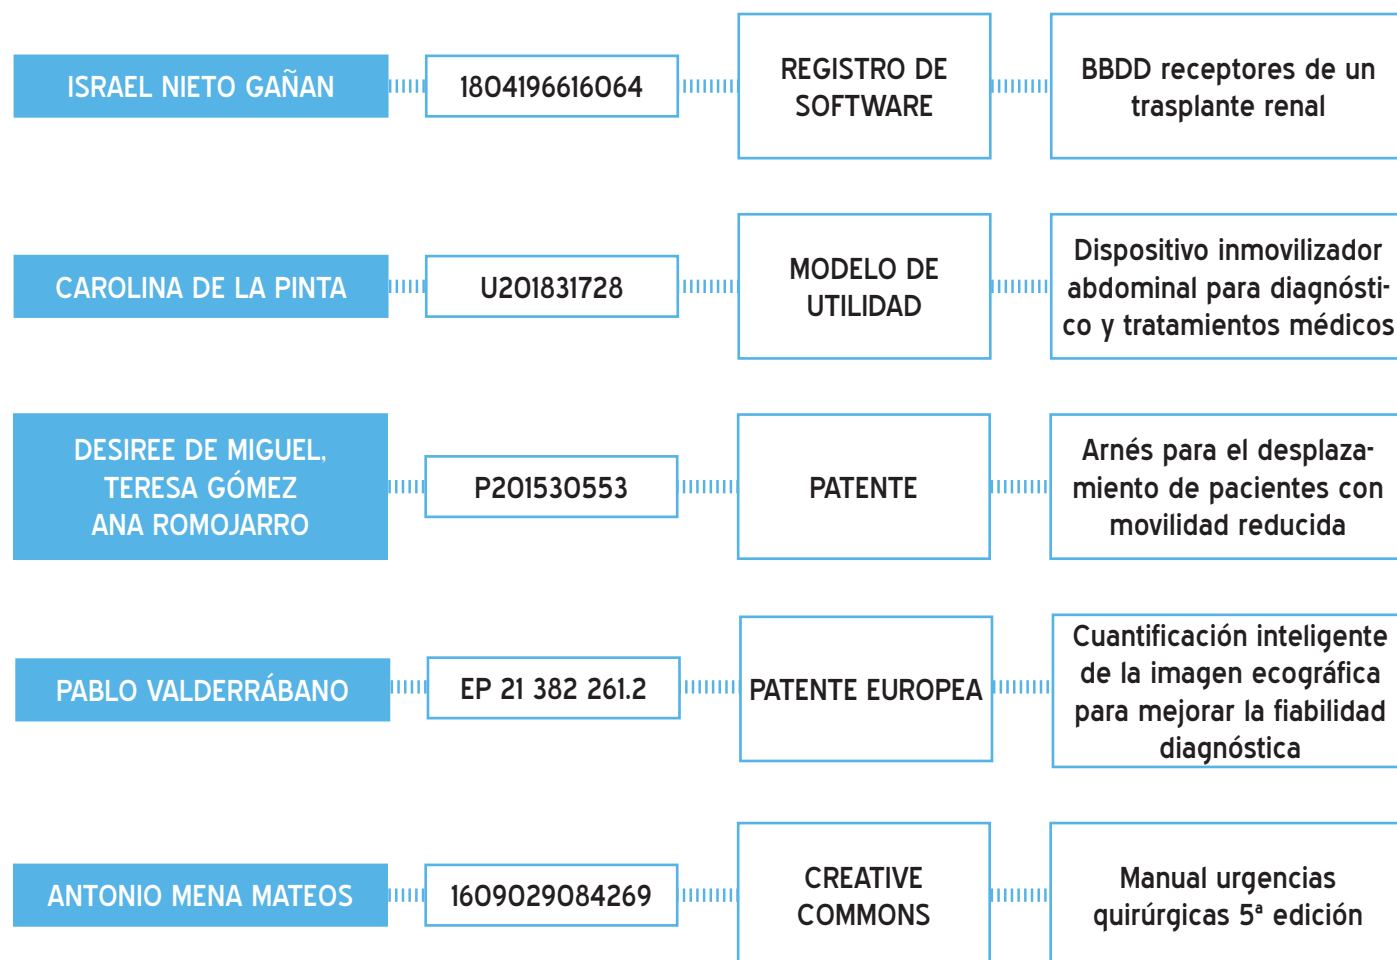 ISRAEL NIETO GAÑAN
1804196616064
REGISTRO DE
SOFTWARE
BBDD receptores de un
trasplante renal
CAROLINA DE LA PINTA
U201831728
MODELO DE
UTILIDAD
Dispositivo inmovilizador
abdominal para diagnósti-
co y tratamientos médicos
DESIREE DE MIGUEL,
TERESA GÓMEZ
ANA ROMOJARRO
P201530553
PATENTE
Arnés para el desplaza-
miento de pacientes con
movilidad reducida
PABLO VALDERRÁBANO
EP 21 382 261.2
PATENTE EUROPEA
Cuantificación inteligente
de la imagen ecográfica
para mejorar la fiabilidad
diagnóstica
ANTONIO MENA MATEOS
1609029084269
CREATIVE
COMMONS
Manual urgencias
quirúrgicas 5ª edición